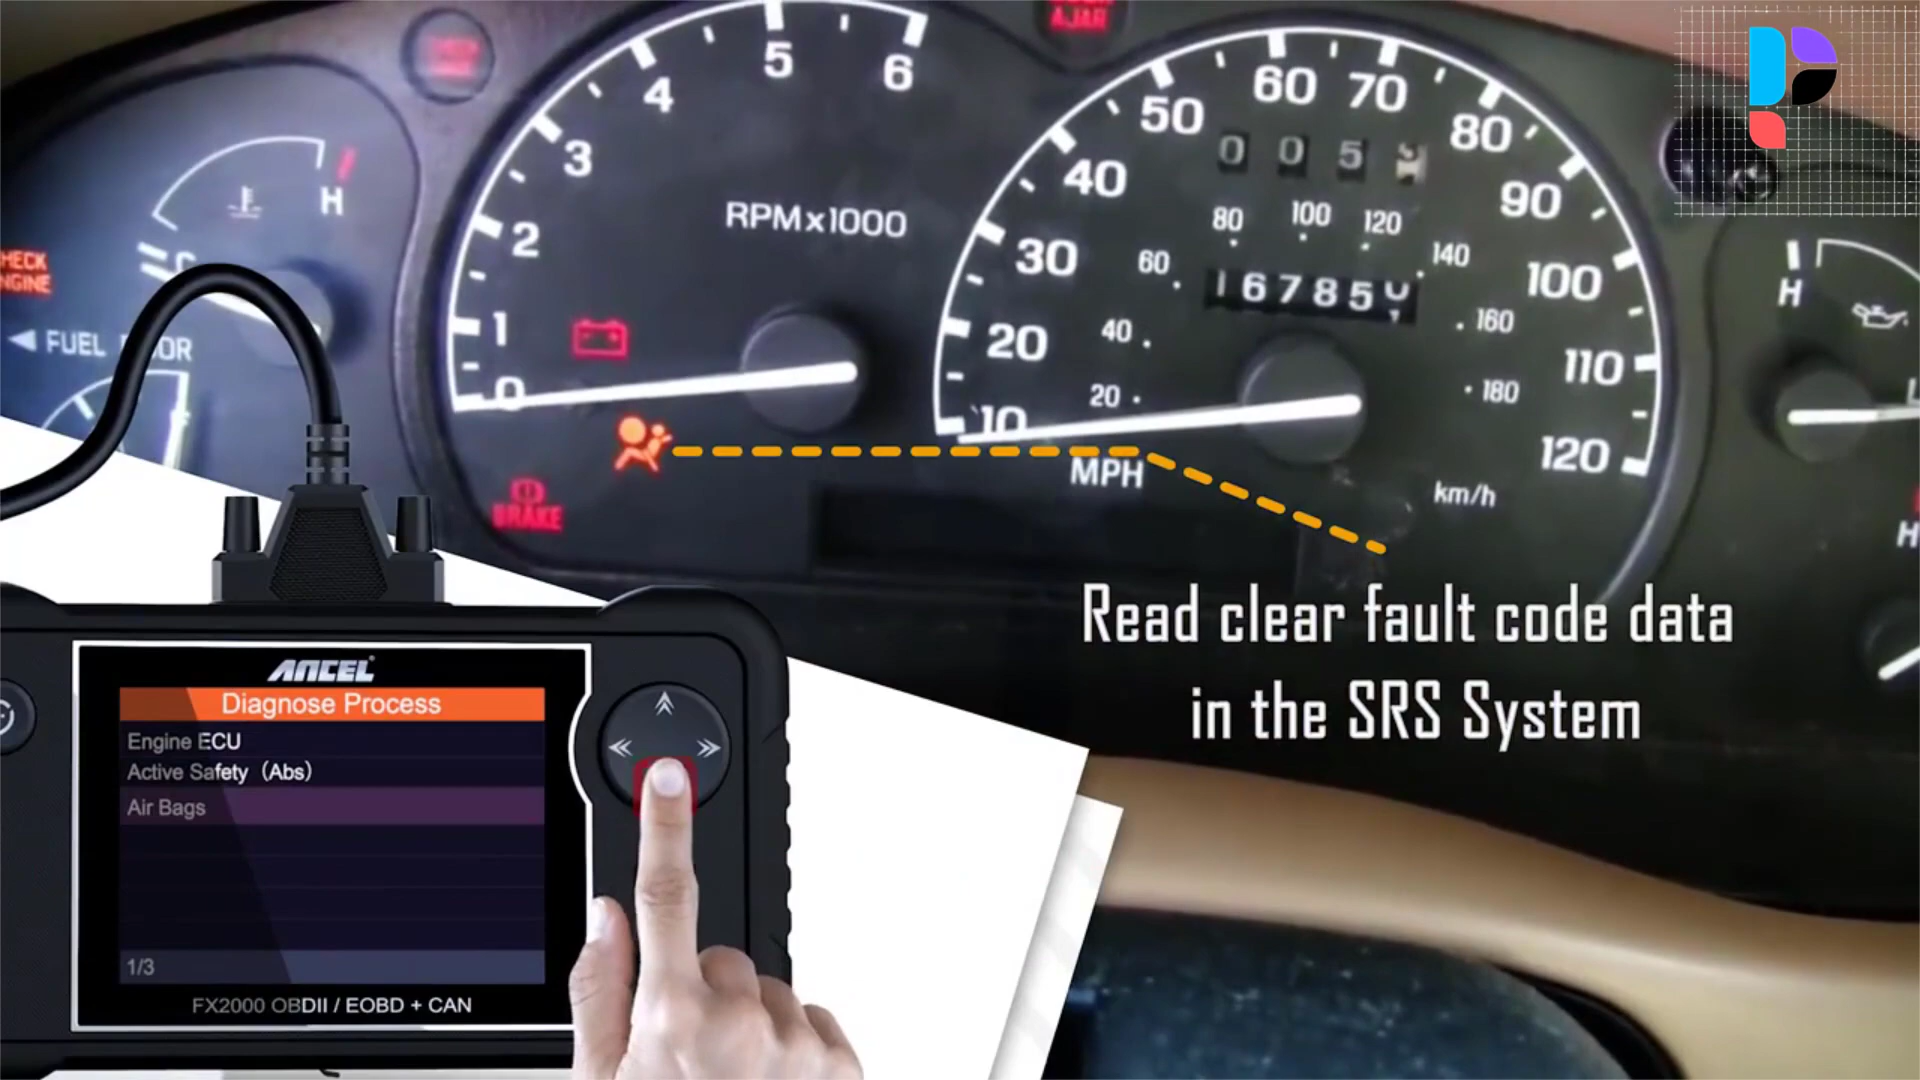 AJAR
5
6
4
3
2
1
0
RPMx1000
H
C
CHECK
ENGINE
FUEL DOOR
BRAKE
10
20
30
40
50
60
70
80
90
100
110
120
0 0 5
20
40
60
80
100
120
140
160
180
16785
MPH
km/h
H
L
H
Read clear fault code data
in the SRS System
ANCEL
Diagnose Process
Engine ECU
Active Safety (Abs)
Air Bags
1/3
FX2000 OBDII / EOBD + CAN